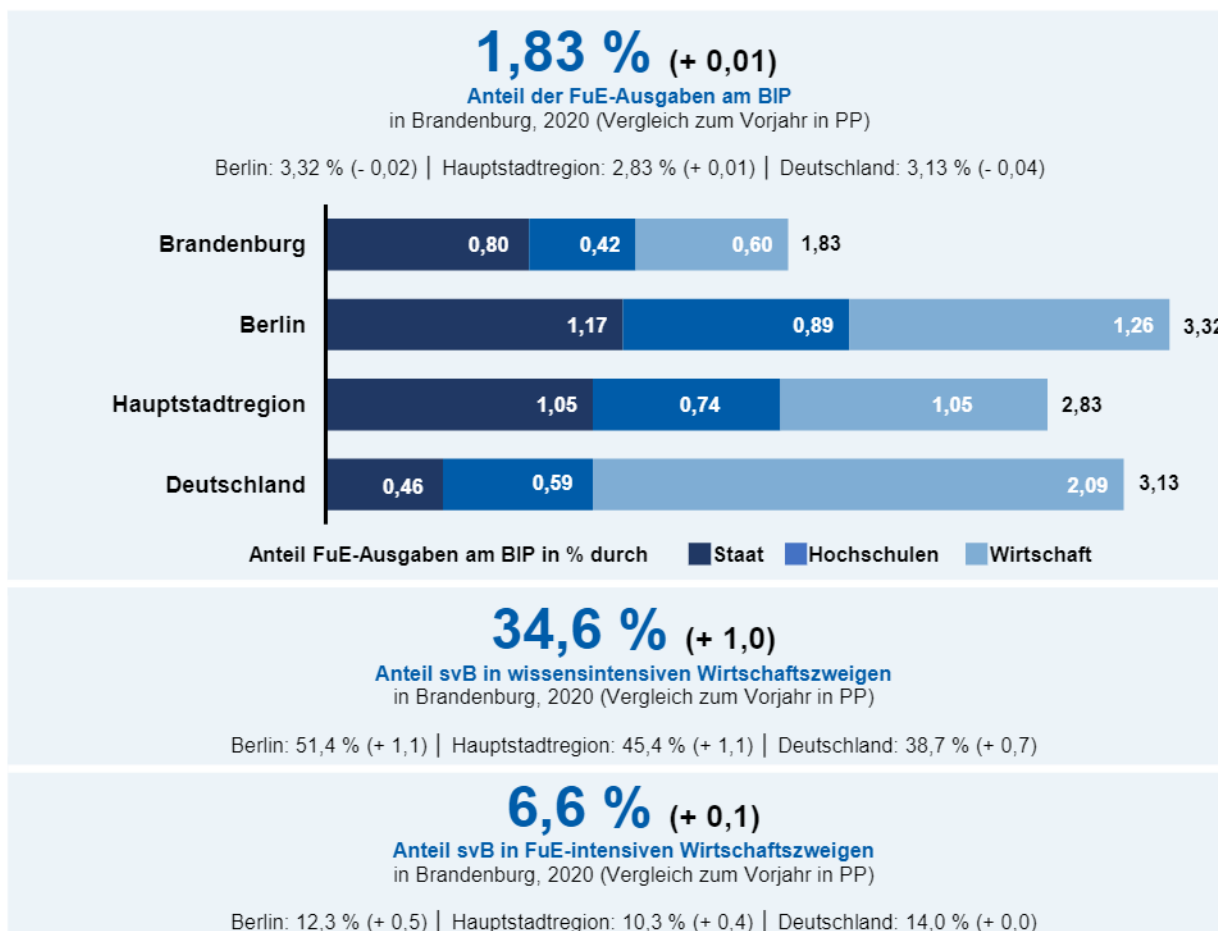 1,83 % (+ 0,01)
Anteil der FuE-Ausgaben am BIP
in Brandenburg, 2020 (Vergleich zum Vorjahr in PP)
Berlin: 3,32 % (- 0,02) | Hauptstadtregion: 2,83 % (+ 0,01) | Deutschland: 3,13 % (- 0,04)
Brandenburg 0,80 0,42 0,60 1,83
Berlin 1,17 0,89 1,26 3,32
Hauptstadtregion 1,05 0,74 1,05 2,83
Deutschland 0,46 0,59 2,09 3,13
Anteil FuE-Ausgaben am BIP in % durch Staat Hochschulen Wirtschaft
34,6 % (+ 1,0)
Anteil svB in wissensintensiven Wirtschaftszweigen
in Brandenburg, 2020 (Vergleich zum Vorjahr in PP)
Berlin: 51,4 % (+ 1,1) | Hauptstadtregion: 45,4 % (+ 1,1) | Deutschland: 38,7 % (+ 0,7)
6,6 % (+ 0,1)
Anteil svB in FuE-intensiven Wirtschaftszweigen
in Brandenburg, 2020 (Vergleich zum Vorjahr in PP)
Berlin: 12,3 % (+ 0,5) | Hauptstadtregion: 10,3 % (+ 0,4) | Deutschland: 14,0 % (+ 0,0)